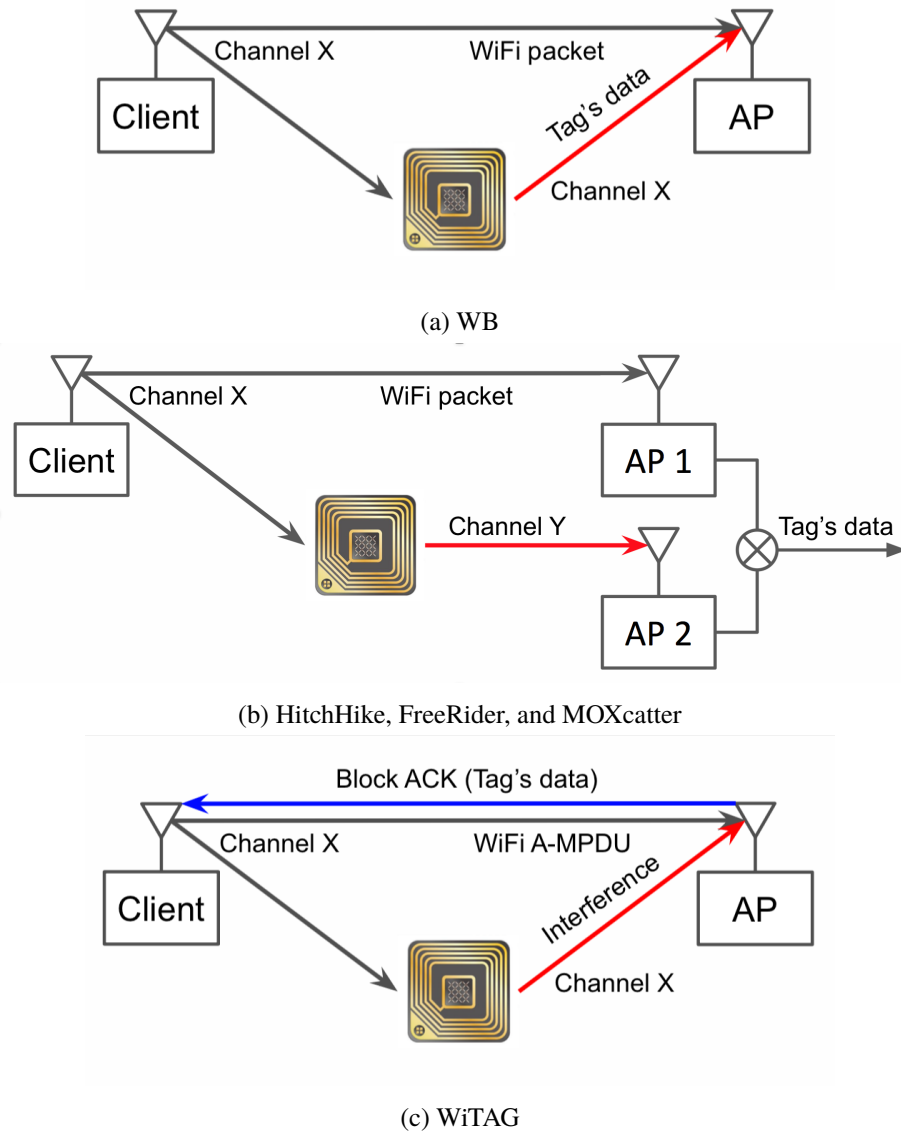 Channel X
WiFi packet
Client
Tag's data
AP
Channel X
(a) WB
Channel X
WiFi packet
Client
AP 1
Channel Y
Tag's data
AP 2
(b) HitchHike, FreeRider, and MOXcatter
Block ACK (Tag's data)
Channel X
WiFi A-MPDU
Client
Interference
AP
Channel X
(c) WiTAG